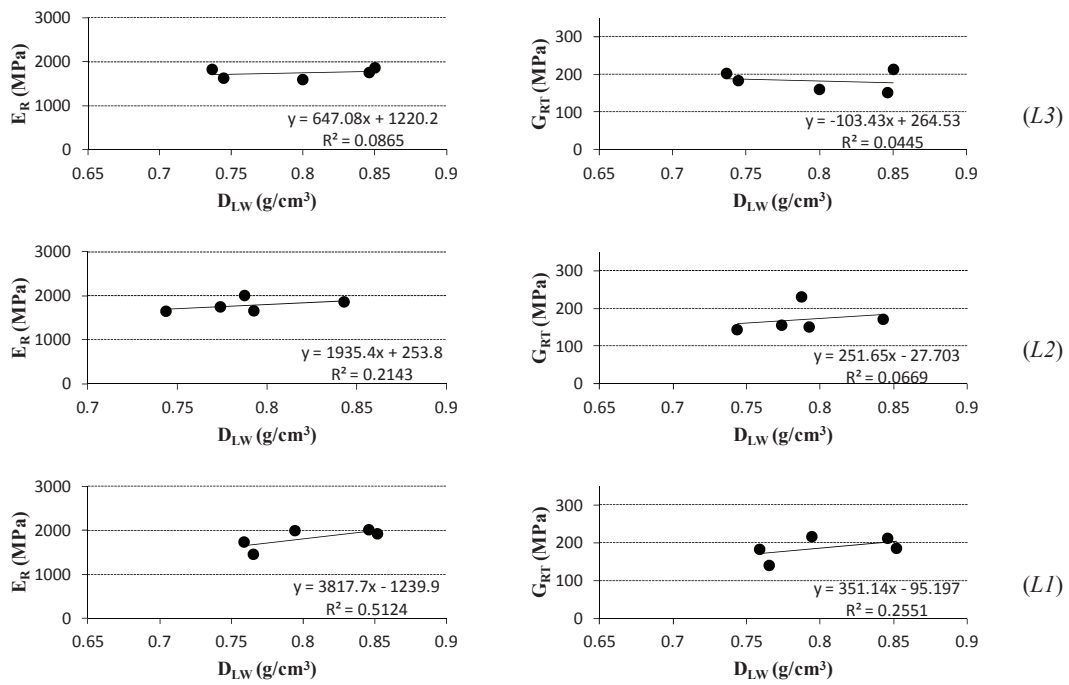 E_R (MPa)
3000
2000
1000
0
y = 647.08x + 1220.2
R² = 0.0865
0.65 0.7 0.75 0.8 0.85 0.9
D_LW (g/cm³)
G_RT (MPa)
300
200
100
0
y = -103.43x + 264.53
R² = 0.0445
0.65 0.7 0.75 0.8 0.85 0.9
D_LW (g/cm³)
(L3)
E_R (MPa)
3000
2000
1000
0
y = 1935.4x + 253.8
R² = 0.2143
0.7 0.75 0.8 0.85 0.9
D_LW (g/cm³)
G_RT (MPa)
300
200
100
0
y = 251.65x - 27.703
R² = 0.0669
0.65 0.7 0.75 0.8 0.85 0.9
D_LW (g/cm³)
(L2)
E_R (MPa)
3000
2000
1000
0
y = 3817.7x - 1239.9
R² = 0.5124
0.65 0.7 0.75 0.8 0.85 0.9
D_LW (g/cm³)
G_RT (MPa)
300
200
100
0
y = 351.14x - 95.197
R² = 0.2551
0.65 0.7 0.75 0.8 0.85 0.9
D_LW (g/cm³)
(L1)